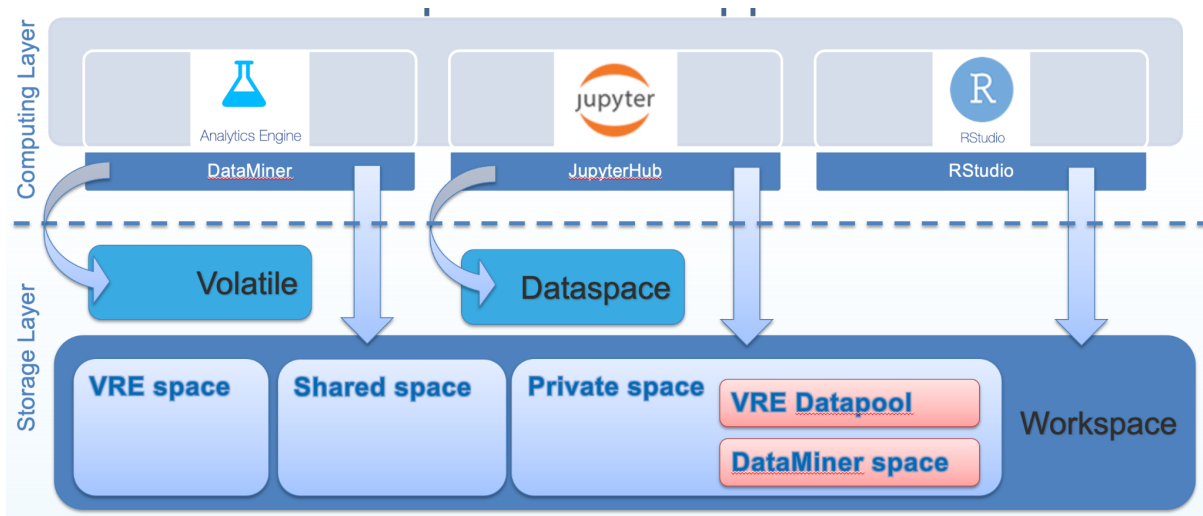 Computing Layer
Analytics Engine
jupyter
R
RStudio
DataMiner
JupyterHub
RStudio
Storage Layer
Volatile
Dataspace
VRE space
Shared space
Private space
VRE Datapool
DataMiner space
Workspace